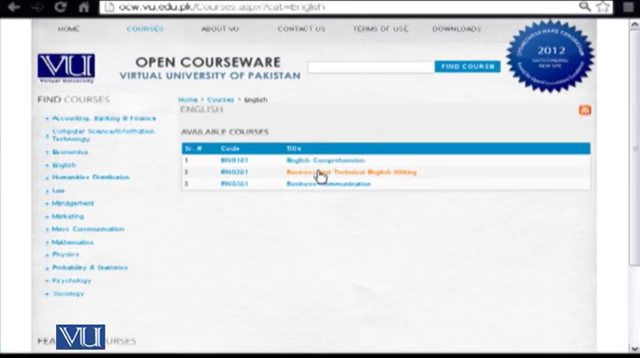 ocw.vu.edu.pk/Courses.aspx?cat=English
HOME COURSES ABOUT VU CONTACT US TERMS OF USE DOWNLOADS
VU
Virtual University
OPEN COURSEWARE
VIRTUAL UNIVERSITY OF PAKISTAN
FIND COURSE
2012
FIND COURSES
Home > Courses > English
ENGLISH
Accounting, Banking & Finance
Computer Science/Information
Technology
Economics
English
Humanities Distribution
Law
Management
Marketing
Mass Communication
Mathematics
Physics
Probability & Statistics
Psychology
Sociology
AVAILABLE COURSES
Sr. # Code Title
1 ENG101 English Comprehension
2 ENG201 Business and Technical English Writing
3 ENG301 Business Communication
VU